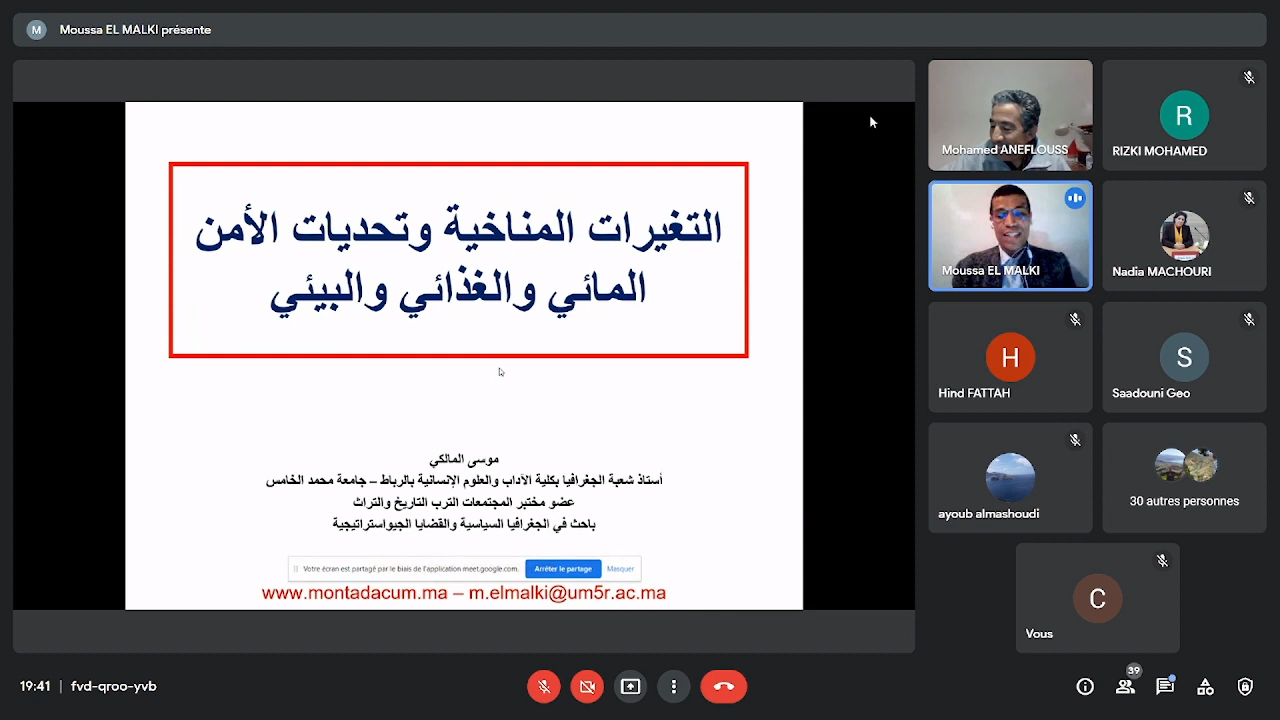 M
Moussa EL MALKI présente
التغيرات المناخية وتحديات الأمن
المائي والغذائي والبيئي
موسى المالكي
أستاذ شعبة الجغرافيا بكلية الآداب والعلوم الإنسانية بالرباط – جامعة محمد الخامس
عضو مختبر المجتمعات الترب التاريخ والتراث
باحث في الجغرافيا السياسية والقضايا الجيواستراتيجية
Votre écran est partagé par le biais de l'application meet.google.com.
Arrêter le partage
Masquer
www.montadacum.ma – m.elmalki@um5r.ac.ma
Mohamed ANEFLOUSS
R
RIZKI MOHAMED
Moussa EL MALKI
Nadia MACHOURI
H
Hind FATTAH
S
Saadouni Geo
ayoub almashoudi
30 autres personnes
C
Vous
19:41 | fvd-qroo-yvb
39